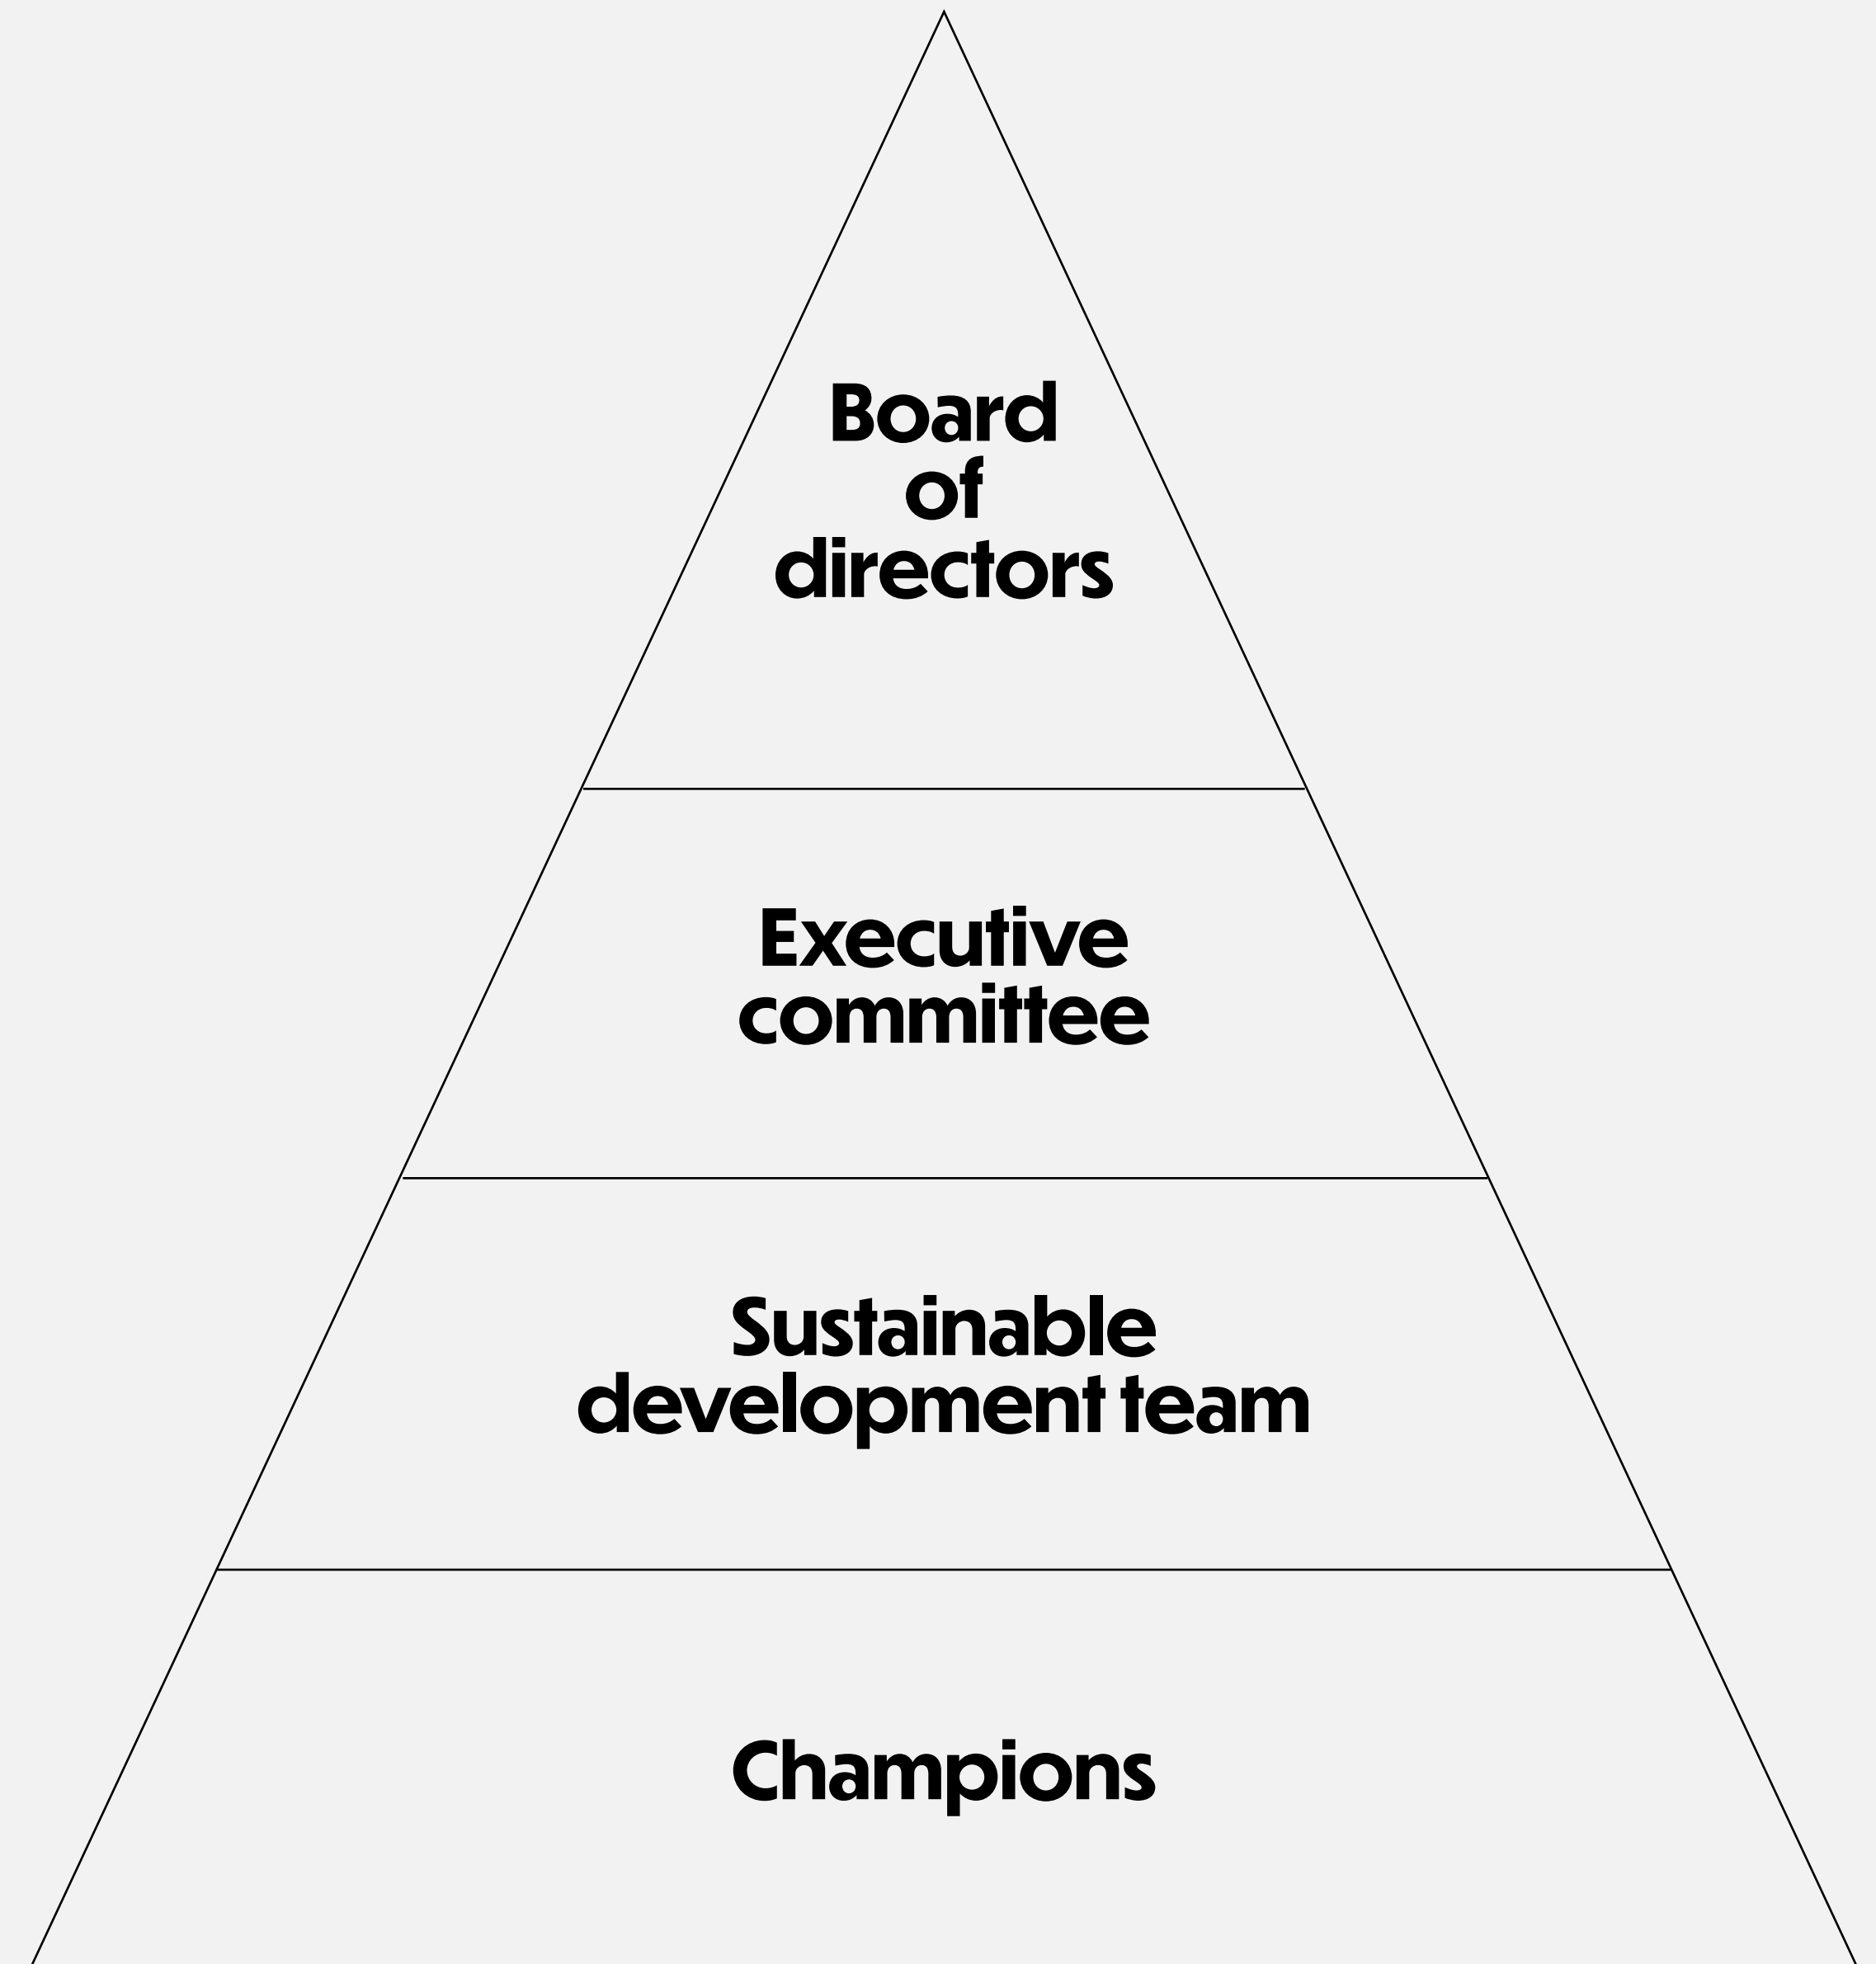 Board
of
directors
Executive
committee
Sustainable
development team
Champions